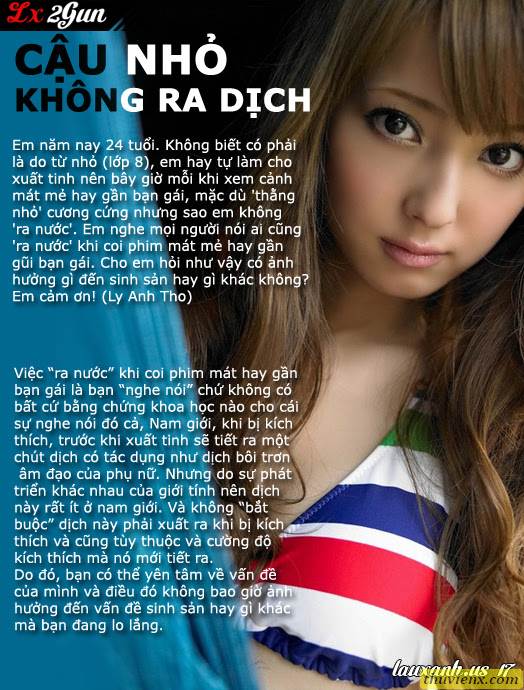 Lx 2Gun
CẬU NHỎ
KHÔNG RA DỊCH
Em năm nay 24 tuổi. Không biết có phải
là do từ nhỏ (lớp 8), em hay tự làm cho
xuất tinh nên bây giờ mỗi khi xem cảnh
mát mẻ hay gần bạn gái, mặc dù 'thằng
nhỏ' cương cứng nhưng sao em không
'ra nước'. Em nghe mọi người nói ai cũng
'ra nước' khi coi phim mát mẻ hay gần
gũi bạn gái. Cho em hỏi như vậy có ảnh
hưởng gì đến sinh sản hay gì khác không?
Em cảm ơn! (Ly Anh Tho)
Việc “ra nước” khi coi phim mát hay gần
bạn gái là bạn “nghe nói” chứ không có
bất cứ bằng chứng khoa học nào cho cái
sự nghe nói đó cả, Nam giới, khi bị kích
thích, trước khi xuất tinh sẽ tiết ra một
chút dịch có tác dụng như dịch bôi trơn
âm đạo của phụ nữ. Nhưng do sự phát
triển khác nhau của giới tính nên dịch
này rất ít ở nam giới. Và không “bắt
buộc” dịch này phải xuất ra khi bị kích
thích và cũng tùy thuộc và cường độ
kích thích mà nó mới tiết ra.
Do đó, bạn có thể yên tâm về vấn đề
của mình và điều đó không bao giờ ảnh
hưởng đến vấn đề sinh sản hay gì khác
mà bạn đang lo lắng.
lauxanh.us 17
thuvienx.com